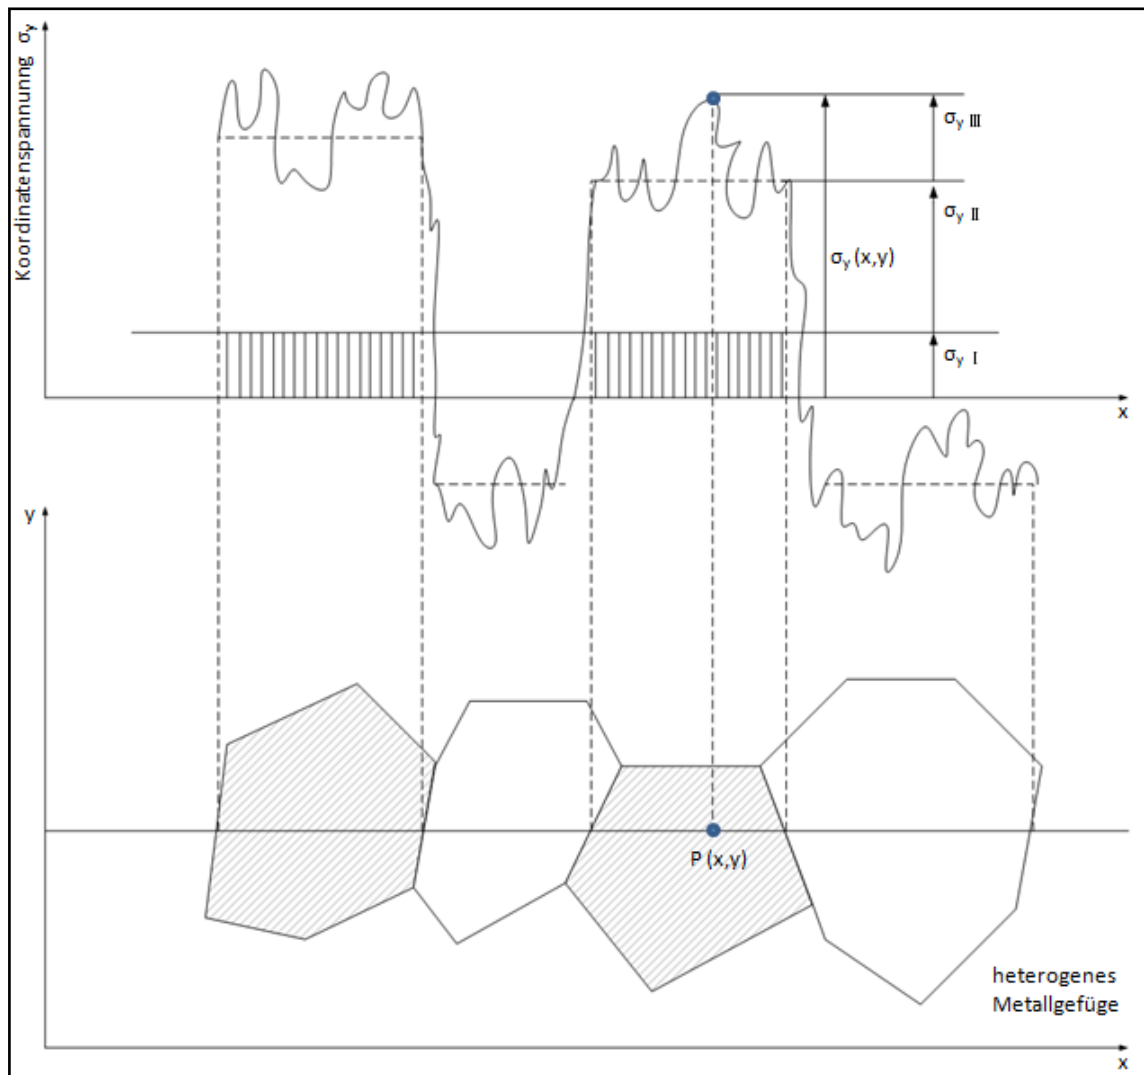 Koordinatenspannunng σy
σy III
σy II
σy (x,y)
σy I
x
y
P (x,y)
heterogenes
Metallgefüge
x